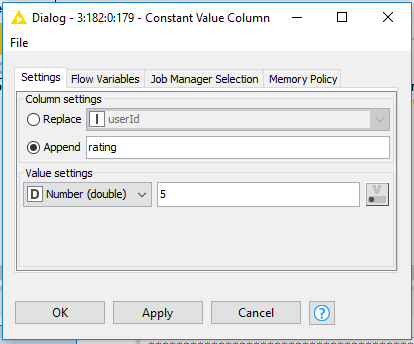 Dialog - 3:182:0:179 - Constant Value Column
File
Settings Flow Variables Job Manager Selection Memory Policy
Column settings
Replace I userId
Append rating
Value settings
D Number (double) 5 V
OK Apply Cancel ?